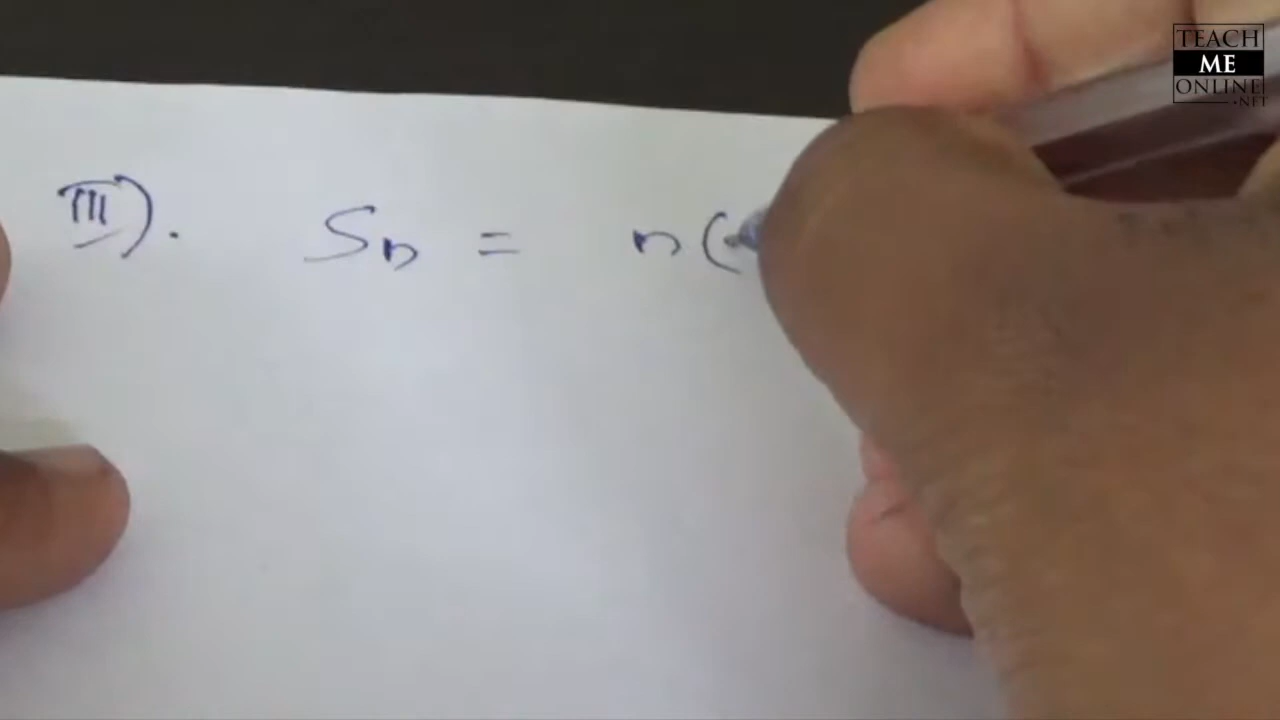 TEACH
ME
ONLINE
.NET
III). Sn = n(